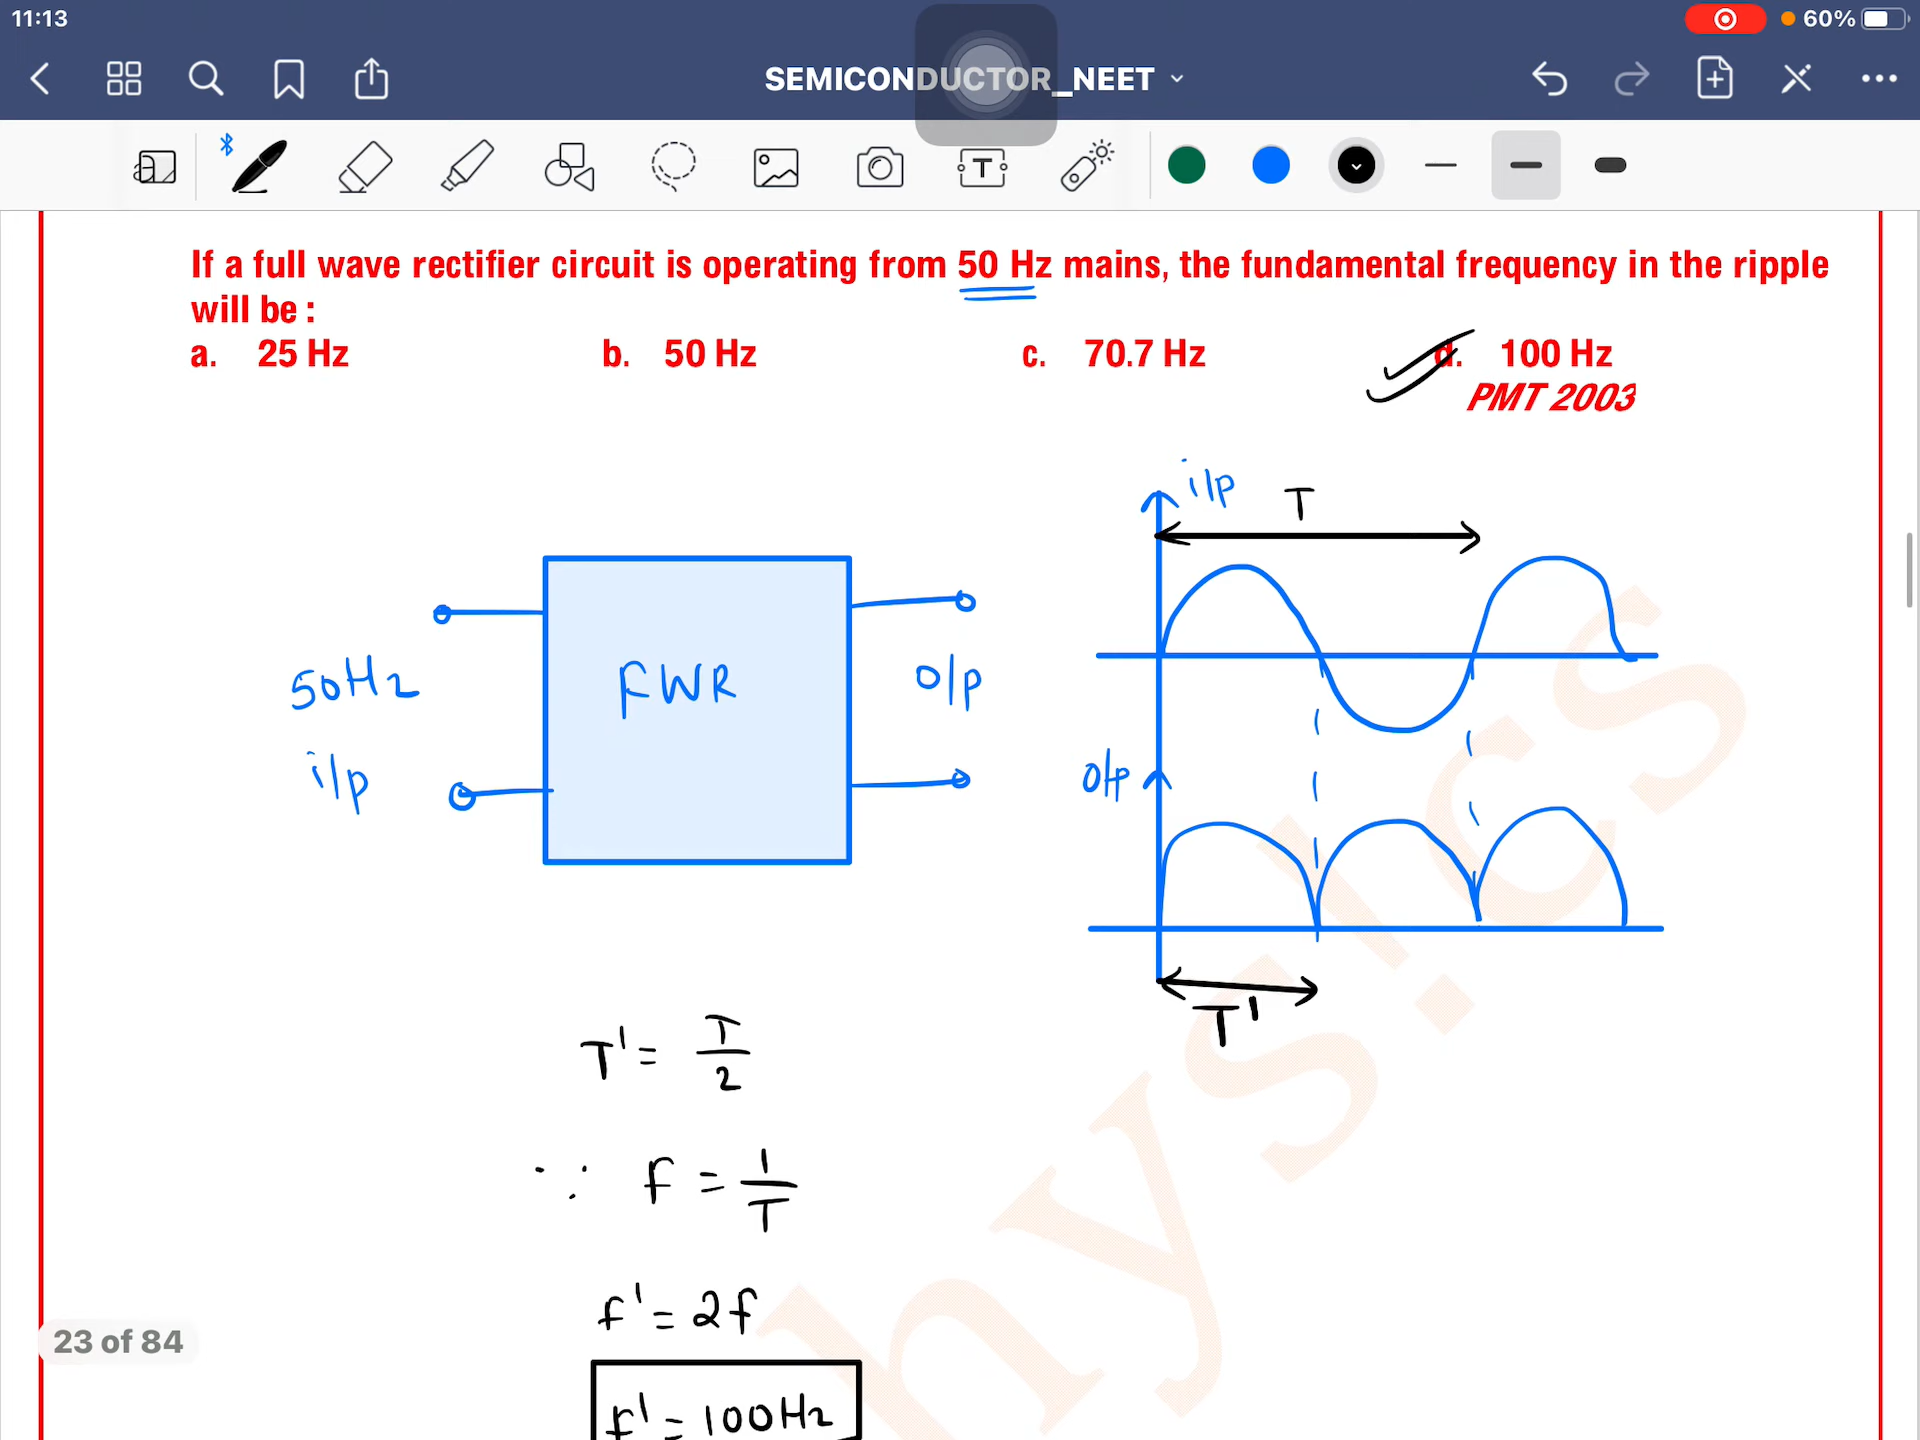 11:13
60%
SEMICONDUCTOR_NEET
If a full wave rectifier circuit is operating from 50 Hz mains, the fundamental frequency in the ripple
will be :
a. 25 Hz b. 50 Hz c. 70.7 Hz d. 100 Hz
PMT 2003
i/p
T
50Hz
i/p
FWR
o/p
o/p
T'
T' = T/2
∵ f = 1/T
f' = 2f
f' = 100Hz
23 of 84
hysics